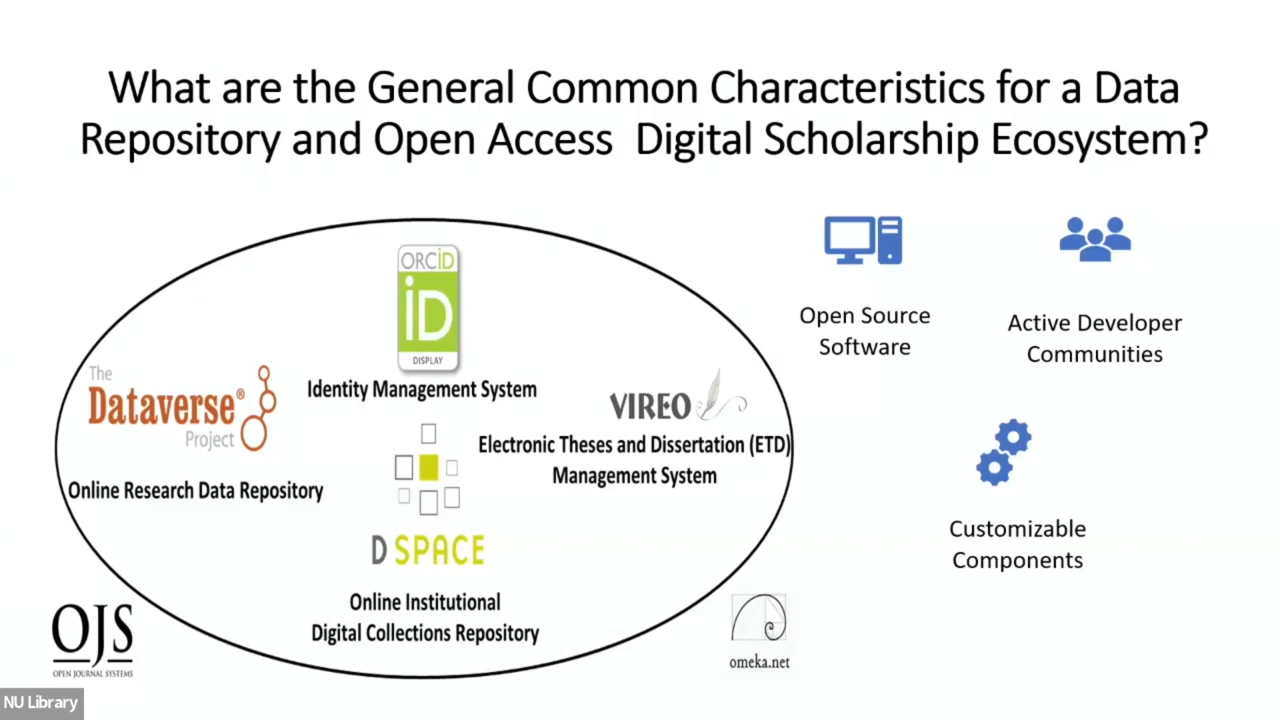 What are the General Common Characteristics for a Data
Repository and Open Access Digital Scholarship Ecosystem?
ORCiD
iD
DISPLAY
Identity Management System
The
Dataverse®
Project
Online Research Data Repository
VIREO
Electronic Theses and Dissertation (ETD)
Management System
D SPACE
Online Institutional
Digital Collections Repository
OJS
OPEN JOURNAL SYSTEMS
omeka.net
Open Source
Software
Active Developer
Communities
Customizable
Components
NU Library